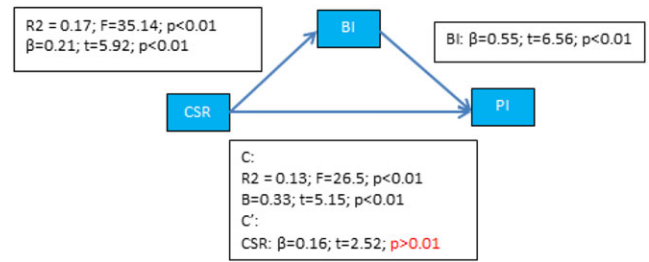 R2 = 0.17; F=35.14; p<0.01
β=0.21; t=5.92; p<0.01
BI
BI: β=0.55; t=6.56; p<0.01
CSR
PI
C:
R2 = 0.13; F=26.5; p<0.01
B=0.33; t=5.15; p<0.01
C':
CSR: β=0.16; t=2.52; p>0.01